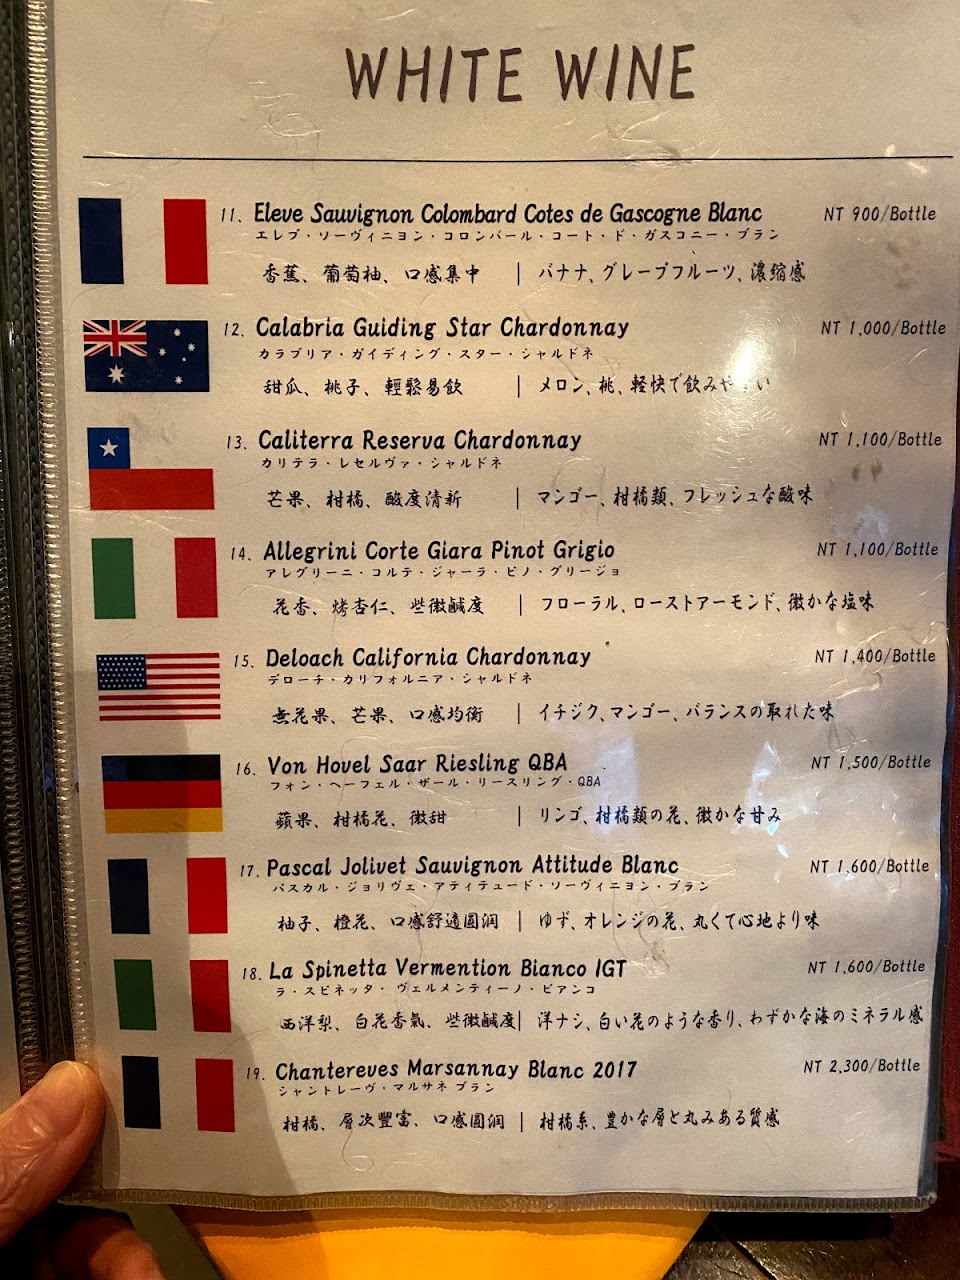 WHITE WINE
11. Eleve Sauvignon Colombard Cotes de Gascogne Blanc NT 900/Bottle
エレブ・ソーヴィニヨン・コロンバール・コート・ド・ガスコニー・ブラン
香蕉、葡萄柚、口感集中 | バナナ、グレープフルーツ、濃縮感
12. Calabria Guiding Star Chardonnay NT 1,000/Bottle
カラブリア・ガイディング・スター・シャルドネ
甜瓜、桃子、輕鬆易飲 | メロン、桃、軽快で飲みやすい
13. Caliterra Reserva Chardonnay NT 1,100/Bottle
カリテラ・レセルヴァ・シャルドネ
芒果、柑橘、酸度清新 | マンゴー、柑橘類、フレッシュな酸味
14. Allegrini Corte Giara Pinot Grigio NT 1,100/Bottle
アレグリーニ・コルテ・ジャーラ・ピノ・グリージョ
花香、烤杏仁、些微鹹度 | フローラル、ローストアーモンド、微かな塩味
15. Deloach California Chardonnay NT 1,400/Bottle
デローチ・カリフォルニア・シャルドネ
無花果、芒果、口感均衡 | イチジク、マンゴー、バランスの取れた味
16. Von Hovel Saar Riesling QBA NT 1,500/Bottle
フォン・ヘーフェル・ザール・リースリング・QBA
蘋果、柑橘花、微甜 | リンゴ、柑橘類の花、微かな甘み
17. Pascal Jolivet Sauvignon Attitude Blanc NT 1,600/Bottle
パスカル・ジョリヴェ・アティテュード・ソーヴィニヨン・ブラン
柚子、橙花、口感舒適圓潤 | ゆず、オレンジの花、丸くて心地より味
18. La Spinetta Vermention Bianco IGT NT 1,600/Bottle
ラ・スピネッタ・ヴェルメンティーノ・ビアンコ
西洋梨、白花香氣、些微鹹度 | 洋ナシ、白い花のような香り、わずかな海のミネラル感
19. Chantereves Marsannay Blanc 2017 NT 2,300/Bottle
シャントレーヴ・マルサネ ブラン
柑橘、層次豐富、口感圓潤 | 柑橘系、豊かな層と丸みある質感